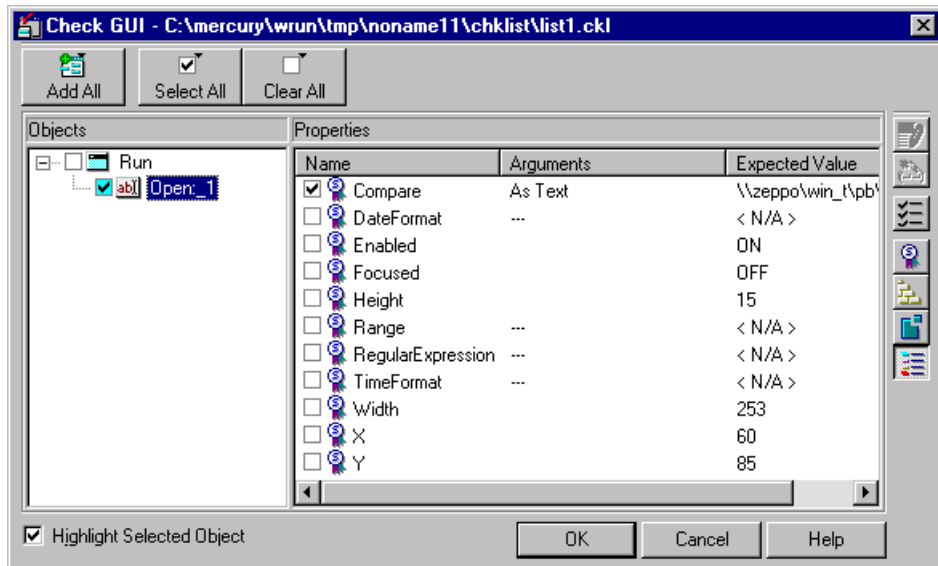 Check GUI - C:\mercury\wrun\tmp\noname11\chklist\list1.ckl
Add All Select All Clear All
Objects Properties
Run
Open:_1
Name Arguments Expected Value
Compare As Text \\zeppo\win_t\pb\
DateFormat --- < N/A >
Enabled ON
Focused OFF
Height 15
Range --- < N/A >
RegularExpression --- < N/A >
TimeFormat --- < N/A >
Width 253
X 60
Y 85
Highlight Selected Object OK Cancel Help